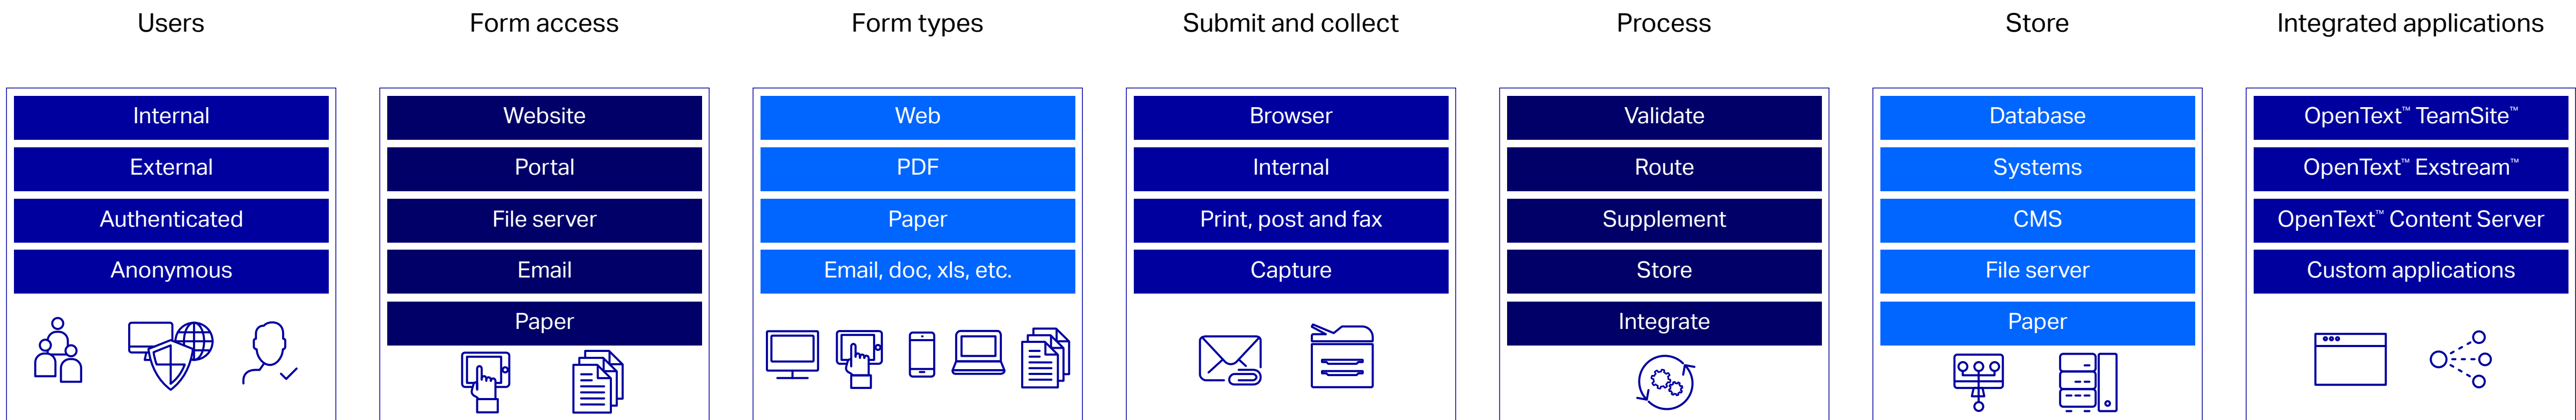 Users
Form access
Form types
Submit and collect
Process
Store
Integrated applications
Internal
External
Authenticated
Anonymous
Website
Portal
File server
Email
Paper
Web
PDF
Paper
Email, doc, xls, etc.
Browser
Internal
Print, post and fax
Capture
Validate
Route
Supplement
Store
Integrate
Database
Systems
CMS
File server
Paper
OpenText™ TeamSite™
OpenText™ Exstream™
OpenText™ Content Server
Custom applications